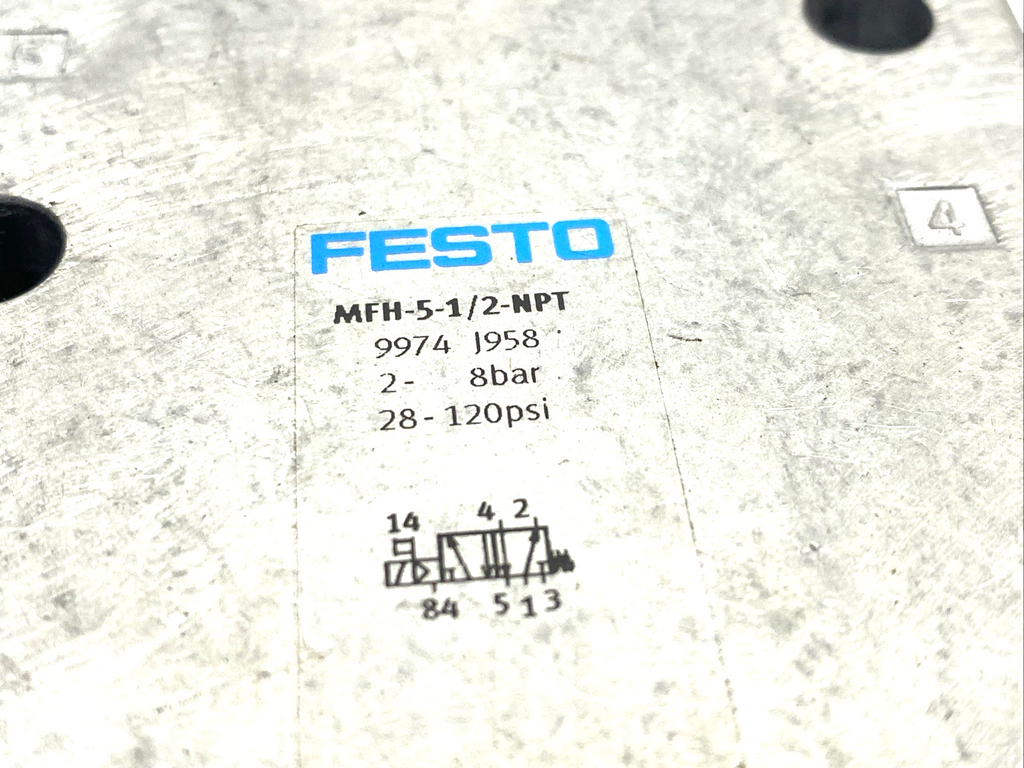 5
4
FESTO
MFH-5-1/2-NPT
9974 J958
2- 8bar
28-120psi
14 4 2
84 5 1 3